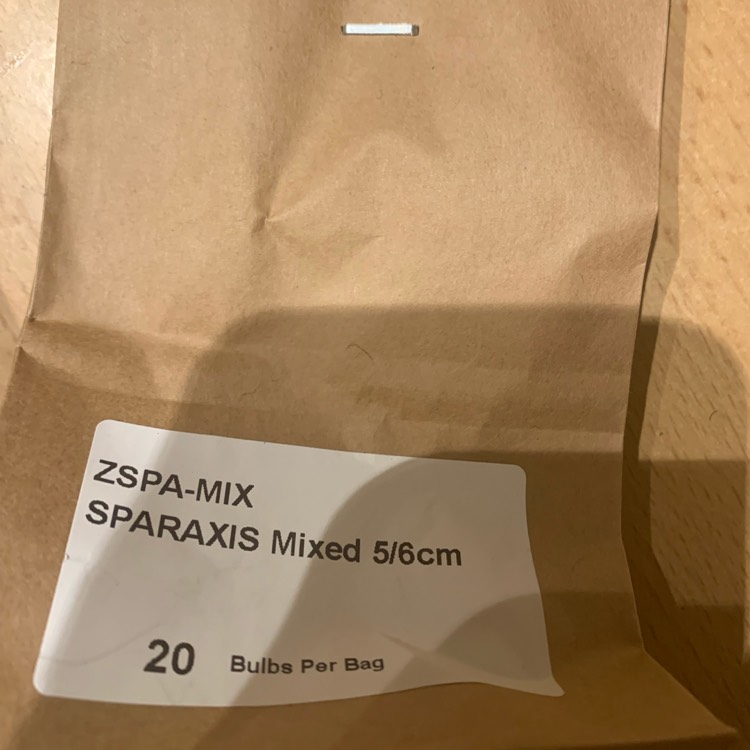 ZSPA-MIX
SPARAXIS Mixed 5/6cm
20 Bulbs Per Bag